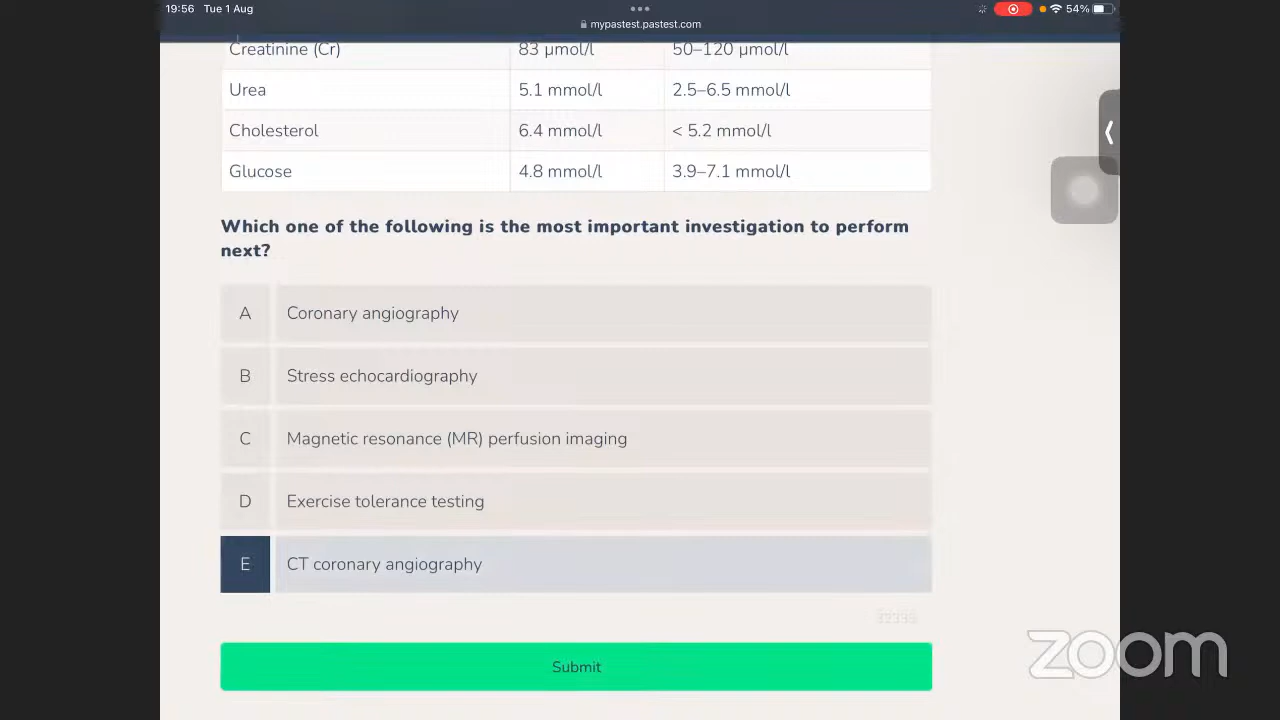 19:56 Tue 1 Aug
54%
mypastest.pastest.com
Creatinine (Cr) 83 µmol/l 50–120 µmol/l
Urea 5.1 mmol/l 2.5–6.5 mmol/l
Cholesterol 6.4 mmol/l < 5.2 mmol/l
Glucose 4.8 mmol/l 3.9–7.1 mmol/l
Which one of the following is the most important investigation to perform
next?
A Coronary angiography
B Stress echocardiography
C Magnetic resonance (MR) perfusion imaging
D Exercise tolerance testing
E CT coronary angiography
Submit
zoom